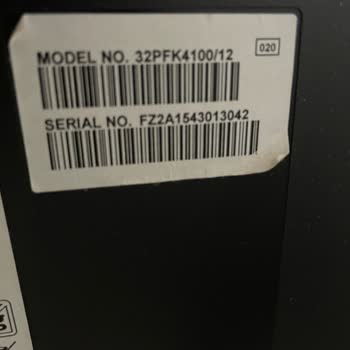 MODEL NO. 32PFK4100/12 020
SERIAL NO. FZ2A1543013042